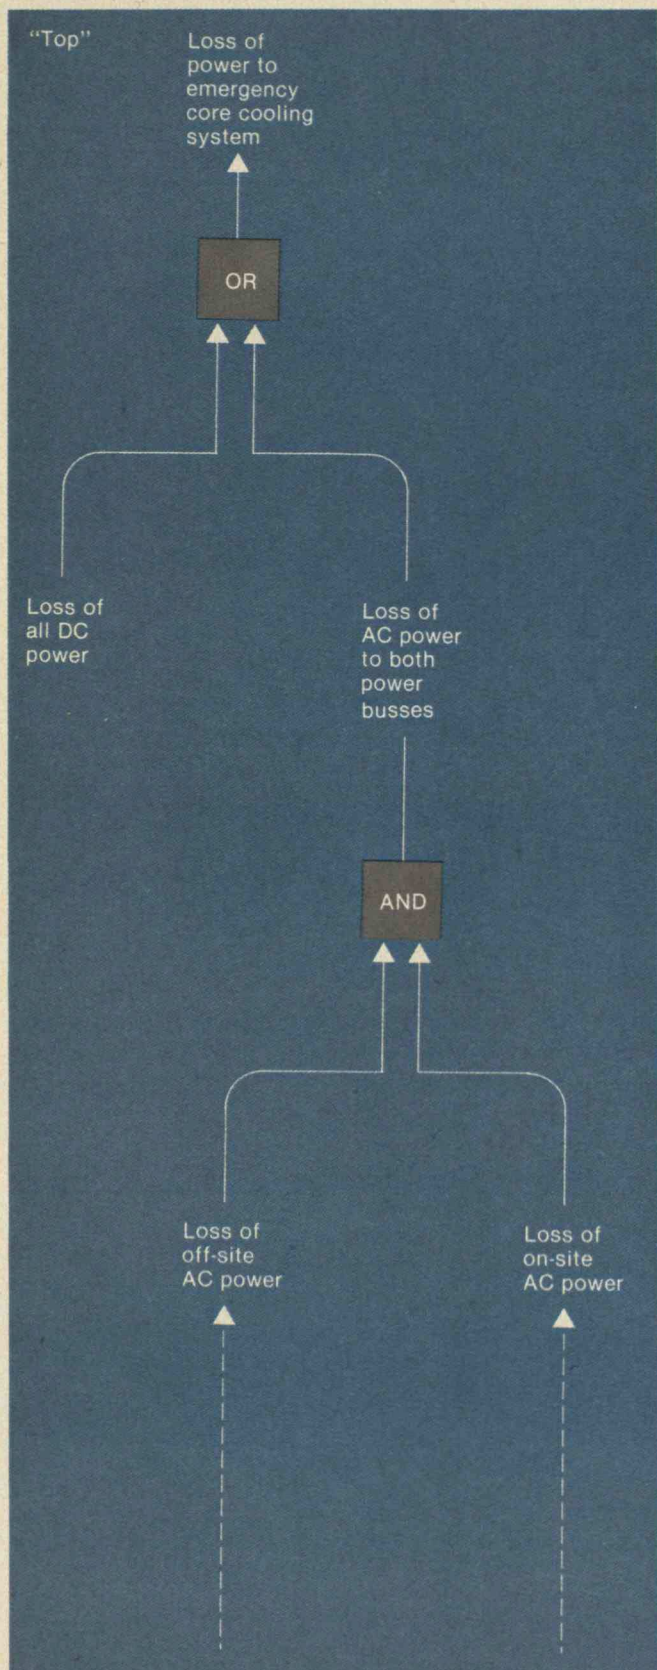 “Top”
Loss of
power to
emergency
core cooling
system
OR
Loss of
all DC
power
Loss of
AC power
to both
power
busses
AND
Loss of
off-site
AC power
Loss of
on-site
AC power